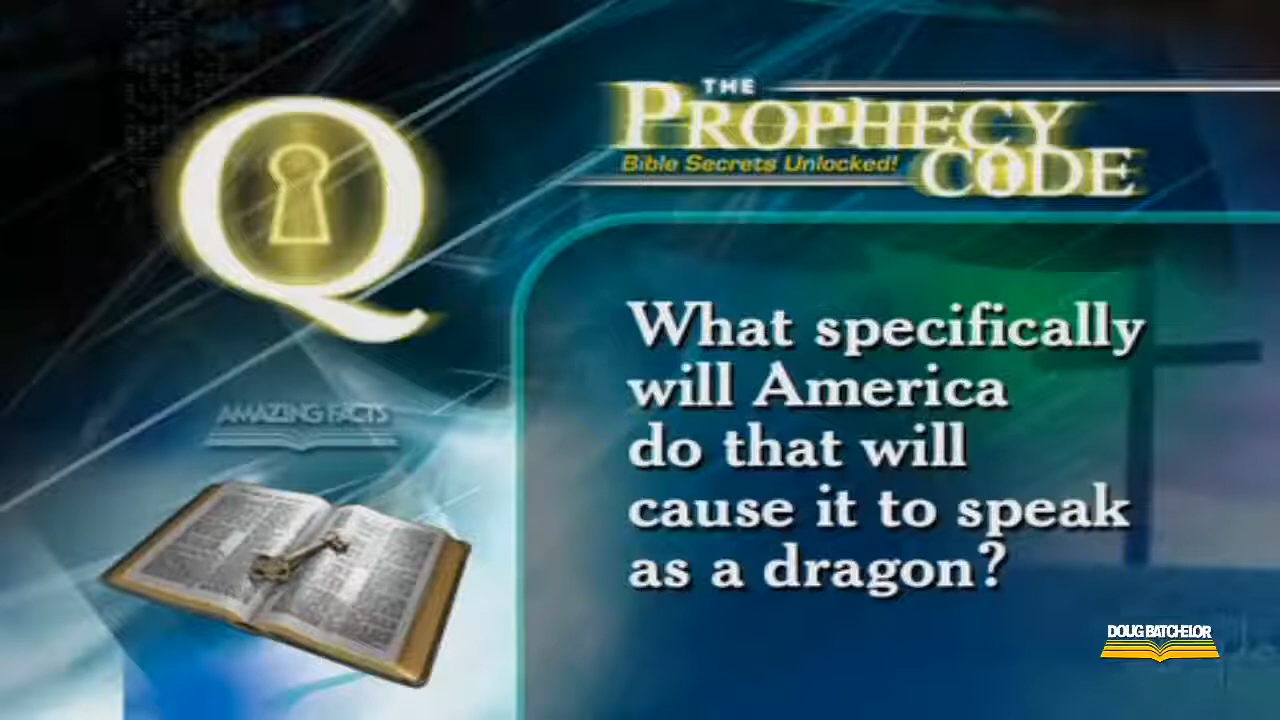 THE
PROPHECY
Bible Secrets Unlocked!
CODE
Q
AMAZING FACTS
What specifically
will America
do that will
cause it to speak
as a dragon?
DOUG BATCHELOR